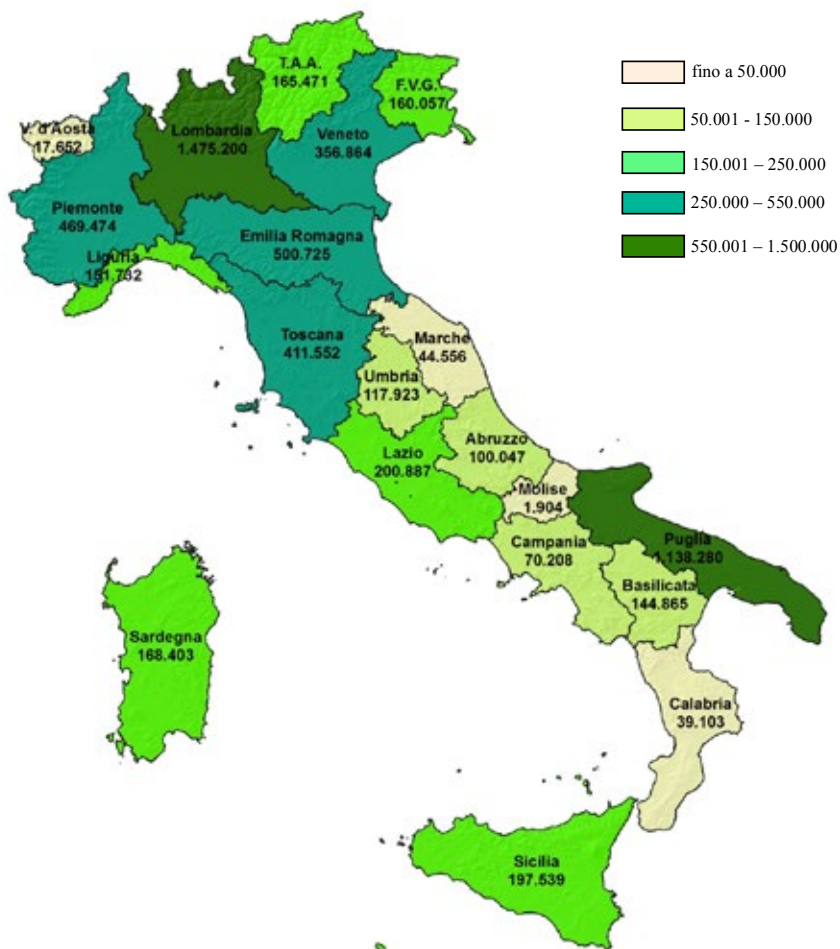 T.A.A.
165.471
F.V.G.
160.057
V. d'Aosta
17.652
Lombardia
1.475.200
Veneto
356.864
Piemonte
469.474
Emilia Romagna
500.725
Liguria
Toscana
411.552
Marche
44.556
Umbria
117.923
Abruzzo
100.047
Lazio
200.887
Molise
1.904
Campania
70.208
Puglia
1.138.280
Basilicata
144.865
Sardegna
168.403
Calabria
39.103
Sicilia
197.539
fino a 50.000
50.001 - 150.000
150.001 – 250.000
250.000 – 550.000
550.001 – 1.500.000